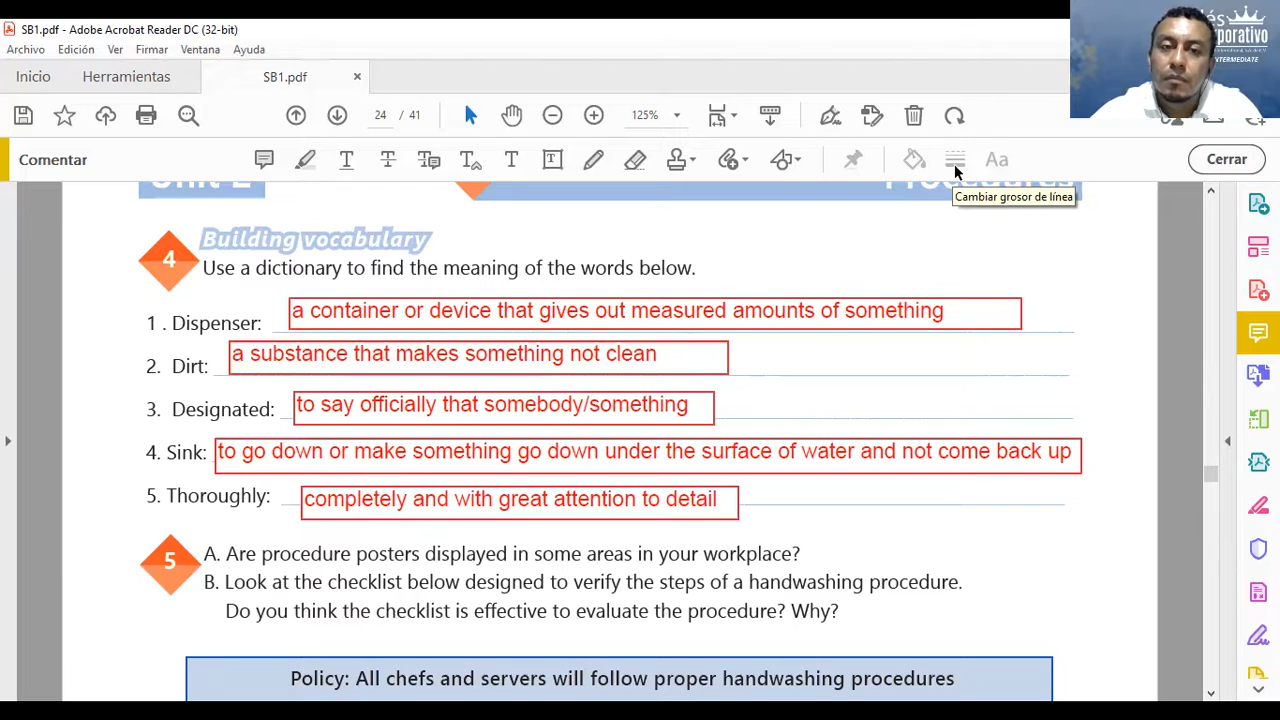 SB1.pdf - Adobe Acrobat Reader DC (32-bit)
Archivo Edición Ver Firmar Ventana Ayuda
Inicio Herramientas SB1.pdf ×
24 / 41 125%
Comentar Cerrar
Cambiar grosor de línea
Procedures
Building vocabulary
4 Use a dictionary to find the meaning of the words below.
1 . Dispenser: a container or device that gives out measured amounts of something
2. Dirt: a substance that makes something not clean
3. Designated: to say officially that somebody/something
4. Sink: to go down or make something go down under the surface of water and not come back up
5. Thoroughly: completely and with great attention to detail
5 A. Are procedure posters displayed in some areas in your workplace?
B. Look at the checklist below designed to verify the steps of a handwashing procedure.
Do you think the checklist is effective to evaluate the procedure? Why?
Policy: All chefs and servers will follow proper handwashing procedures